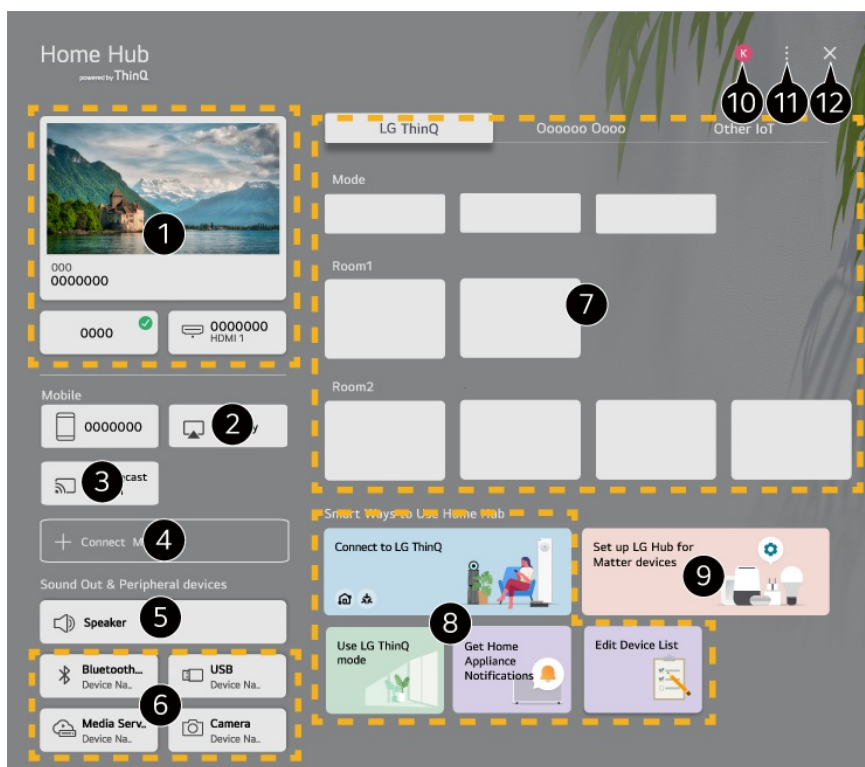 Home Hub
powered by ThinQ
K
10
11
12
LG ThinQ
Oooooo Oooo
Other IoT
1
000
0000000
0000
0000000
HDMI 1
Mode
Room1
7
Room2
Mobile
0000000
2
3
4
Connect
Sound Out & Peripheral devices
Speaker
5
Bluetooth...
Device Na..
USB
Device Na..
6
Media Serv..
Device Na..
Camera
Device Na..
Smart Ways to Use Home Hub
Connect to LG ThinQ
Set up LG Hub for
Matter devices
9
8
Use LG ThinQ
mode
Get Home
Appliance
Notifications
Edit Device List